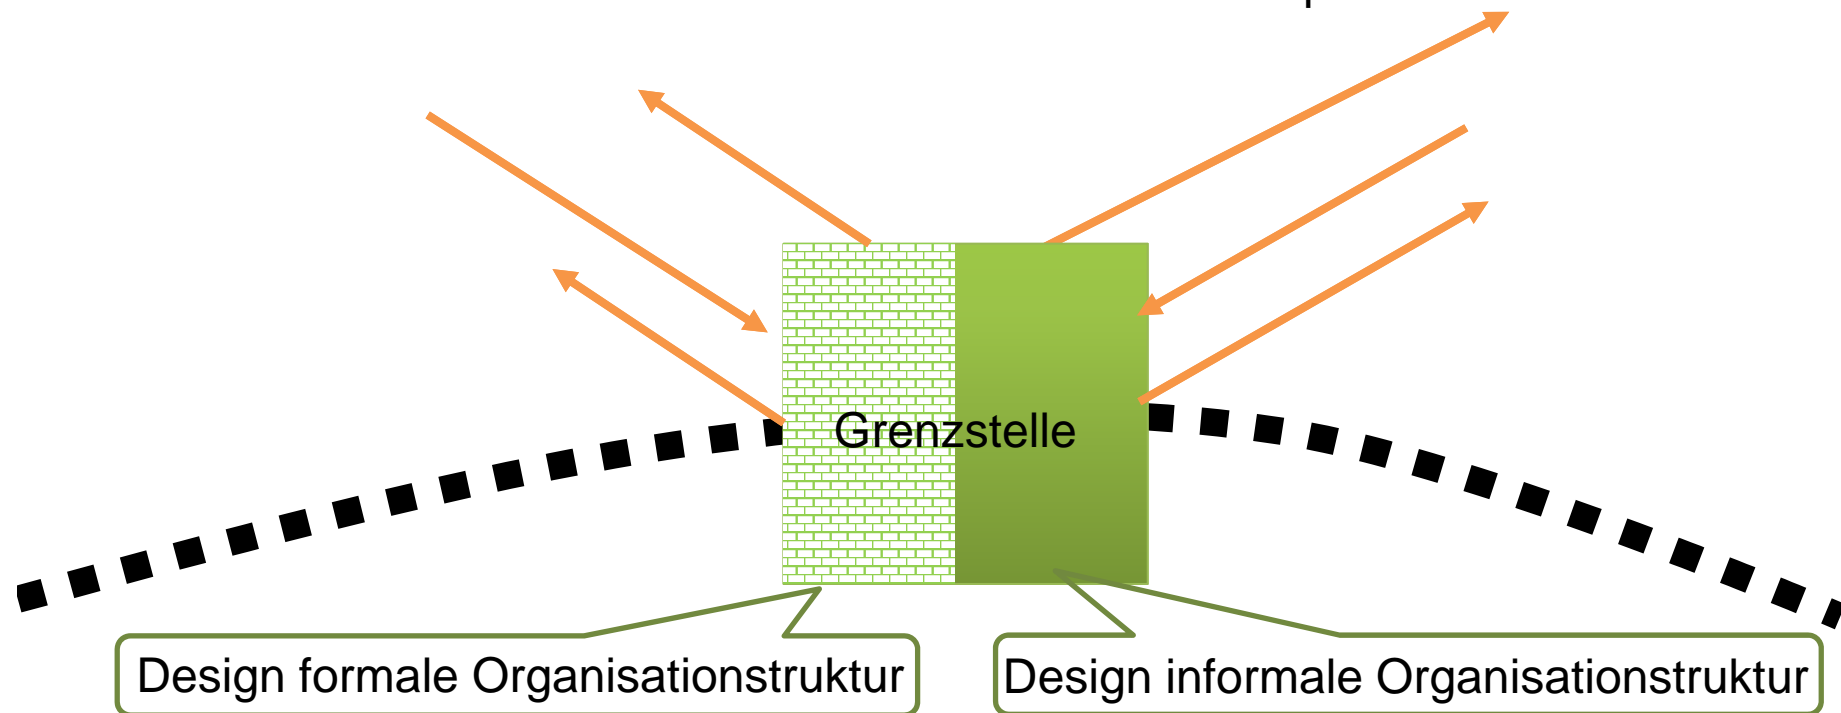 Grenzstelle
Design formale Organisationstruktur
Design informale Organisationstruktur